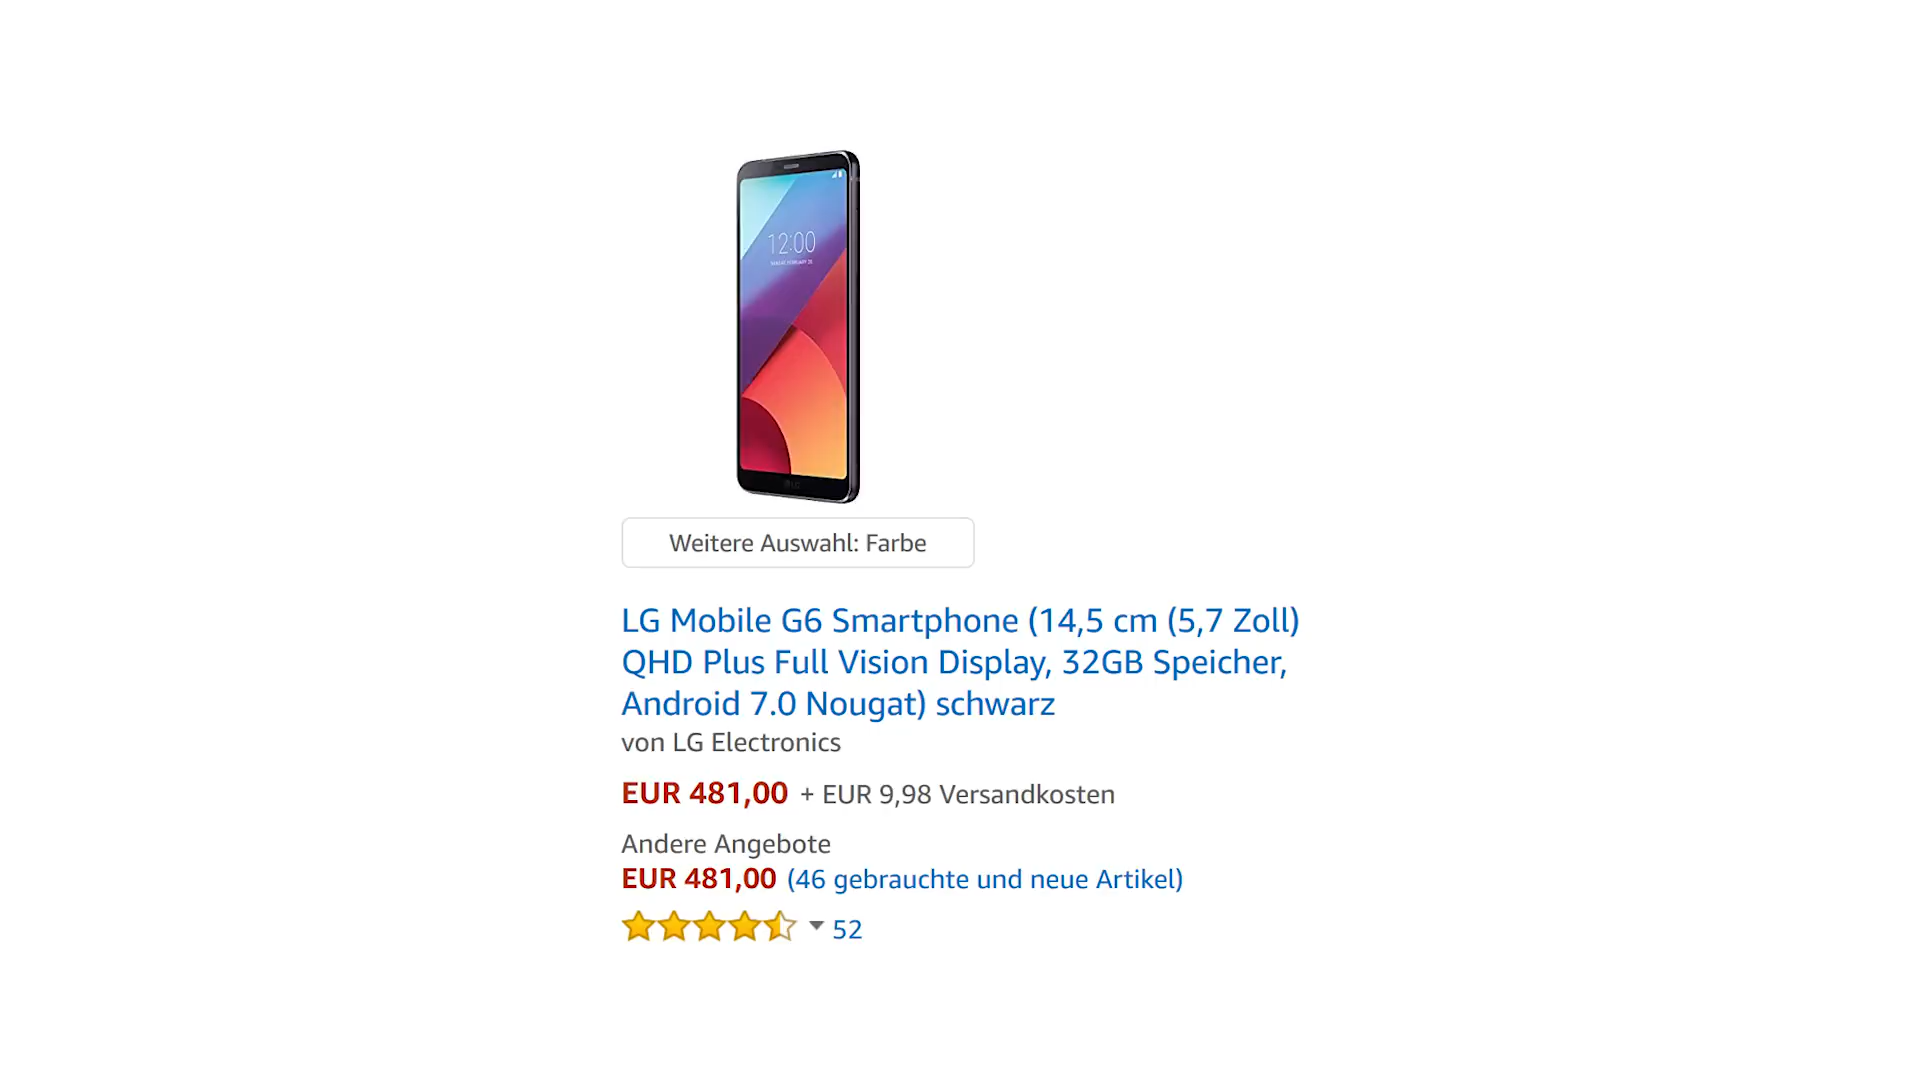 12:00
Weitere Auswahl: Farbe
LG Mobile G6 Smartphone (14,5 cm (5,7 Zoll)
QHD Plus Full Vision Display, 32GB Speicher,
Android 7.0 Nougat) schwarz
von LG Electronics
EUR 481,00 + EUR 9,98 Versandkosten
Andere Angebote
EUR 481,00 (46 gebrauchte und neue Artikel)
52